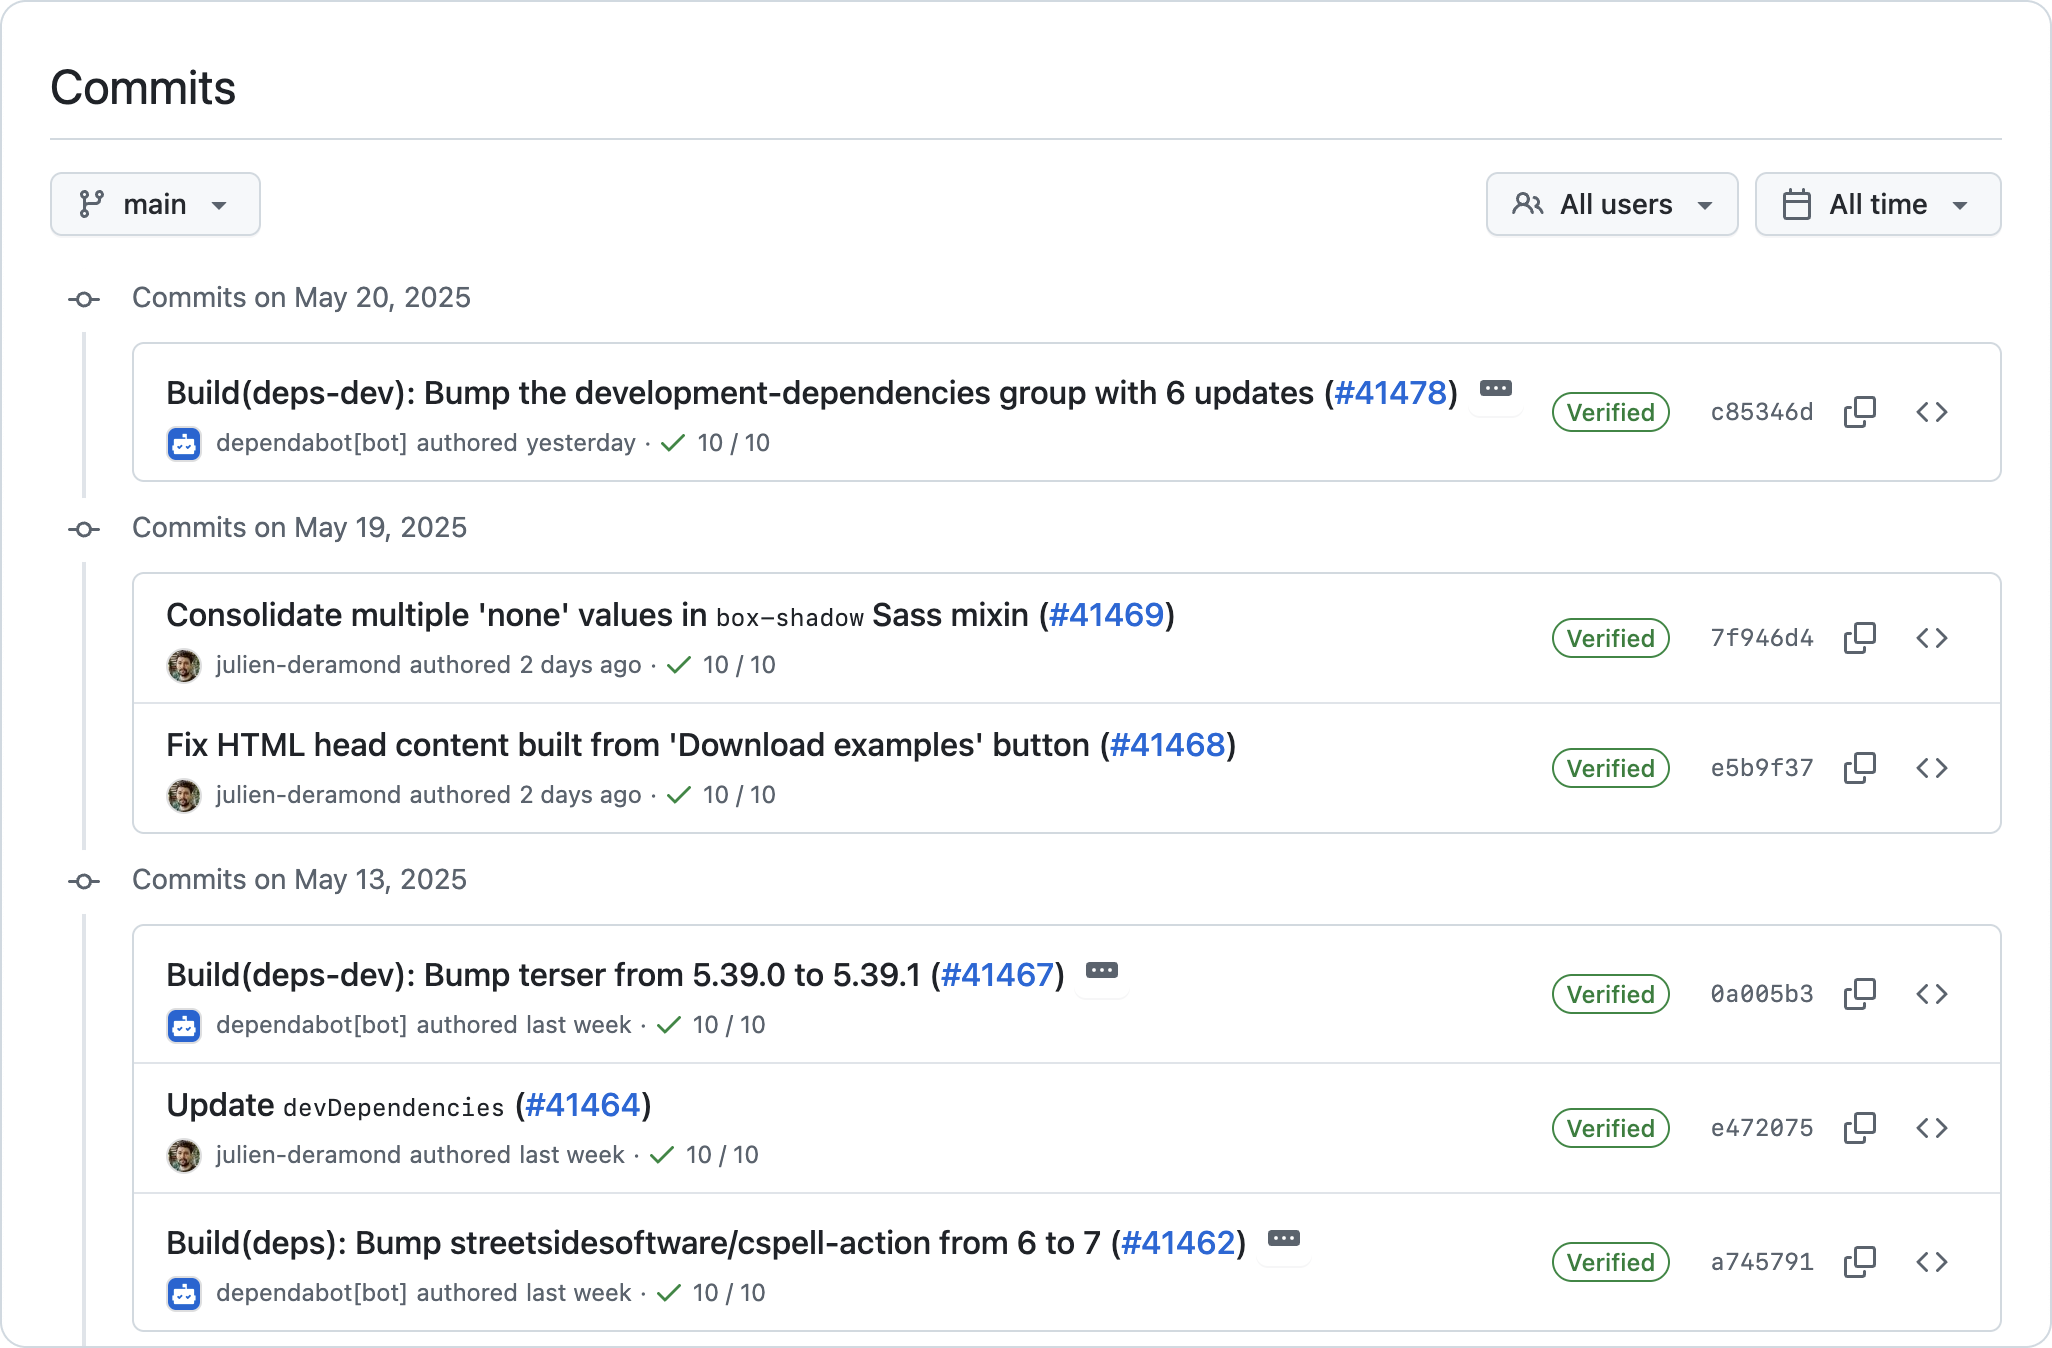 Commits
main
All users
All time
Commits on May 20, 2025
Build(deps-dev): Bump the development-dependencies group with 6 updates (#41478)
Verified
c85346d
dependabot[bot] authored yesterday · 10 / 10
Commits on May 19, 2025
Consolidate multiple 'none' values in box-shadow Sass mixin (#41469)
Verified
7f946d4
julien-deramond authored 2 days ago · 10 / 10
Fix HTML head content built from 'Download examples' button (#41468)
Verified
e5b9f37
julien-deramond authored 2 days ago · 10 / 10
Commits on May 13, 2025
Build(deps-dev): Bump terser from 5.39.0 to 5.39.1 (#41467)
Verified
0a005b3
dependabot[bot] authored last week · 10 / 10
Update devDependencies (#41464)
Verified
e472075
julien-deramond authored last week · 10 / 10
Build(deps): Bump streetsidesoftware/cspell-action from 6 to 7 (#41462)
Verified
a745791
dependabot[bot] authored last week · 10 / 10